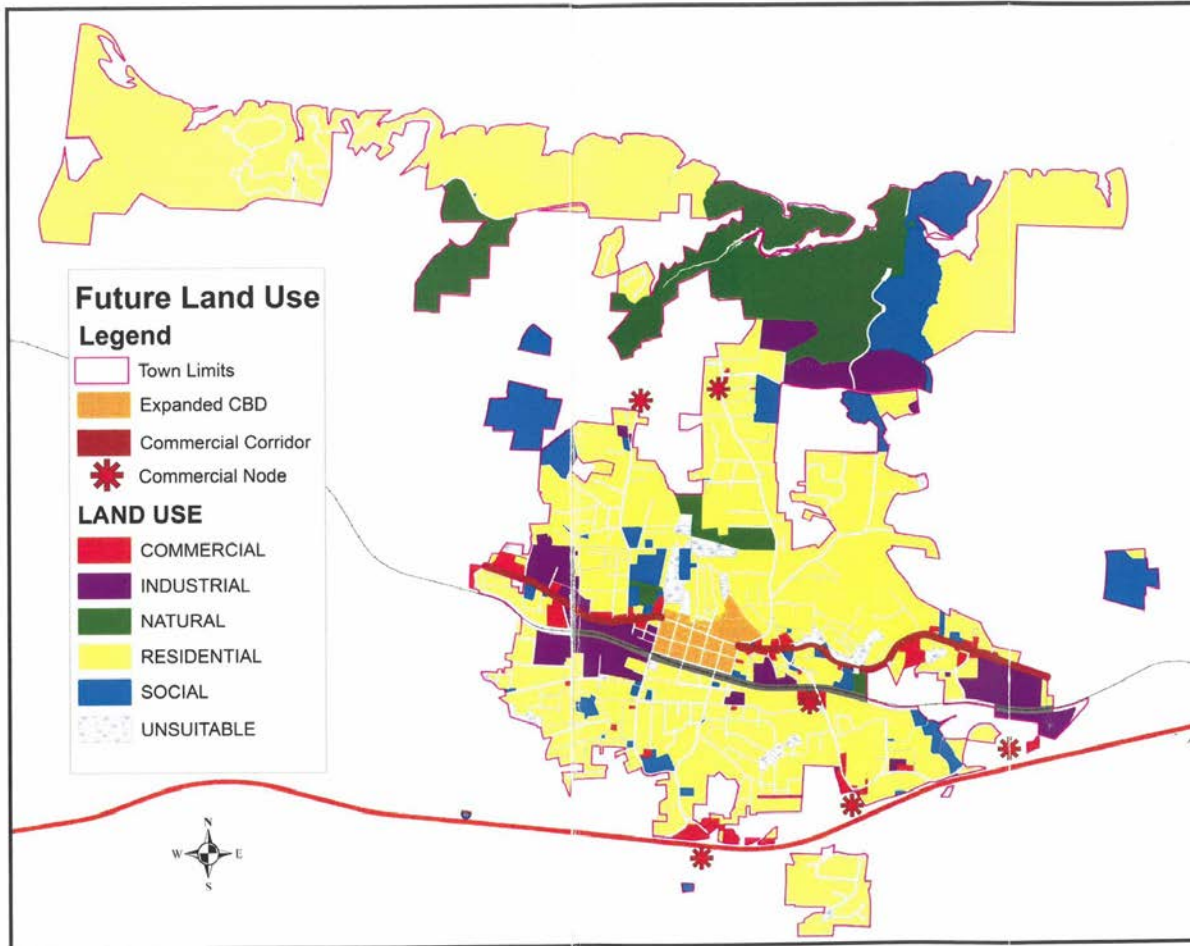 Future Land Use
Legend
Town Limits
Expanded CBD
Commercial Corridor
Commercial Node
LAND USE
COMMERCIAL
INDUSTRIAL
NATURAL
RESIDENTIAL
SOCIAL
UNSUITABLE
N
W E
S